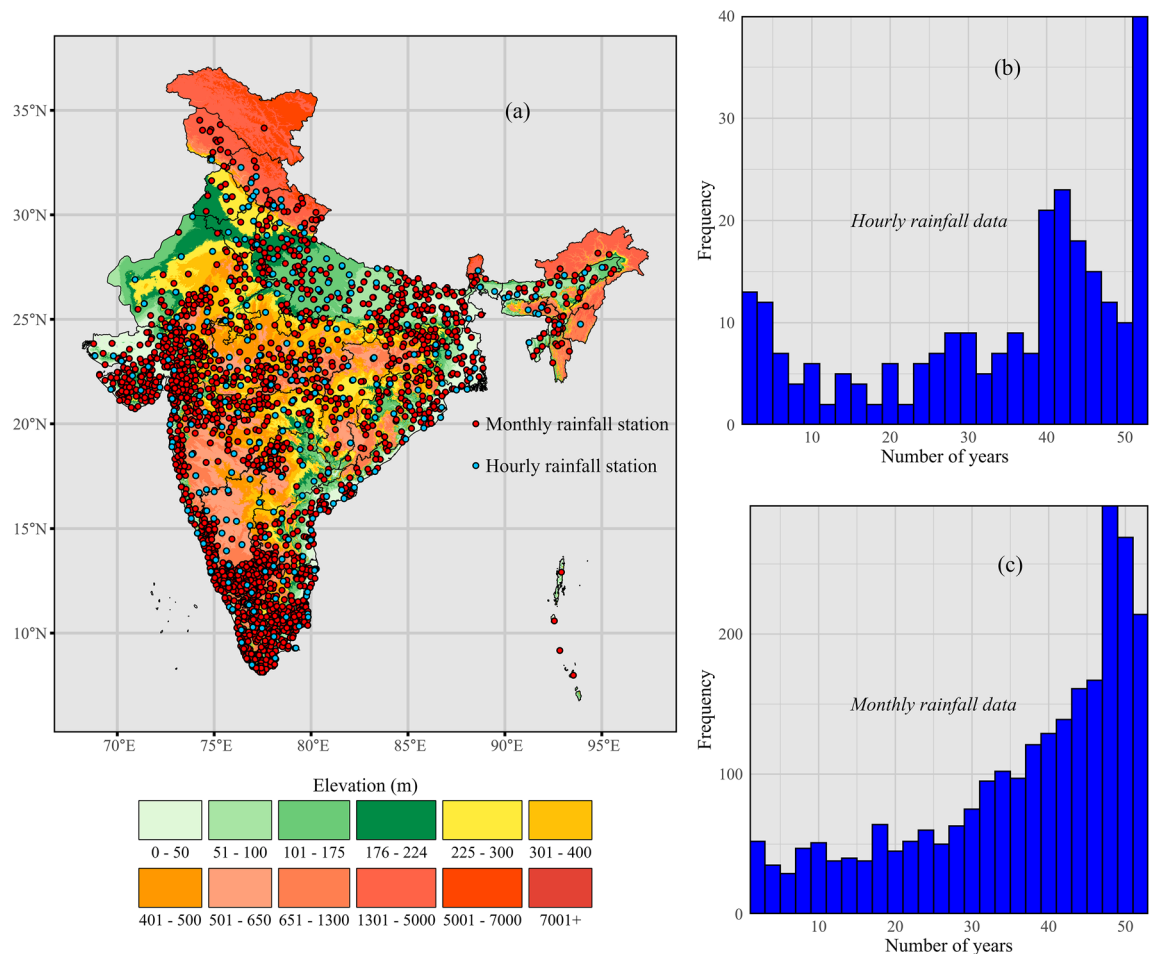 (a)
35°N
30°N
25°N
20°N
15°N
10°N
70°E 75°E 80°E 85°E 90°E 95°E
Monthly rainfall station
Hourly rainfall station
Elevation (m)
0 - 50 51 - 100 101 - 175 176 - 224 225 - 300 301 - 400
401 - 500 501 - 650 651 - 1300 1301 - 5000 5001 - 7000 7001+
(b)
Hourly rainfall data
Frequency
40
30
20
10
0
10 20 30 40 50
Number of years
(c)
Monthly rainfall data
Frequency
200
100
0
10 20 30 40 50
Number of years